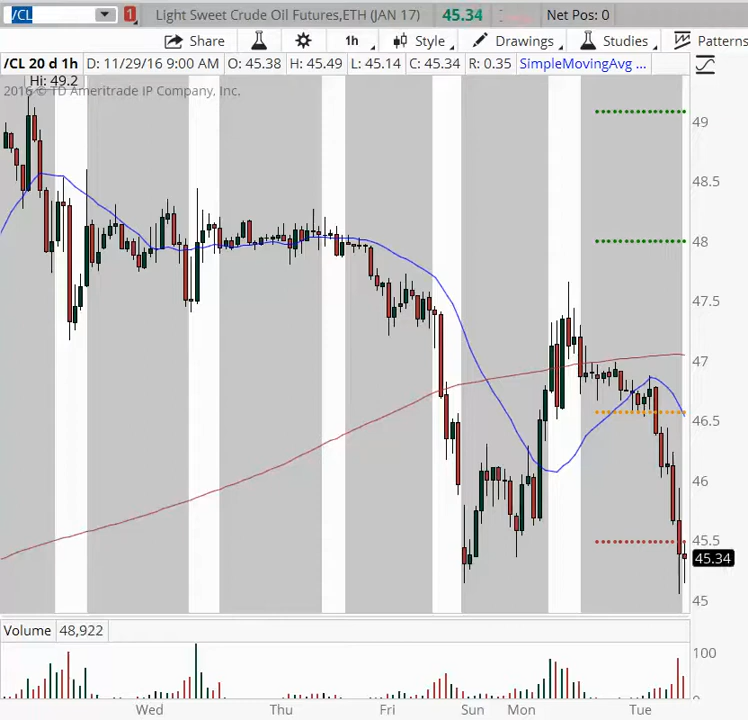 /CL 1 Light Sweet Crude Oil Futures,ETH (JAN 17) 45.34 Net Pos: 0
Share 1h Style Drawings Studies Patterns
/CL 20 d 1h D: 11/29/16 9:00 AM O: 45.38 H: 45.49 L: 45.14 C: 45.34 R: 0.35 SimpleMovingAvg ...
Hi: 49.2
2016 © TD Ameritrade IP Company, Inc.
49
48.5
48
47.5
47
46.5
46
45.5
45.34
45
Volume 48,922
100
0
Wed Thu Fri Sun Mon Tue